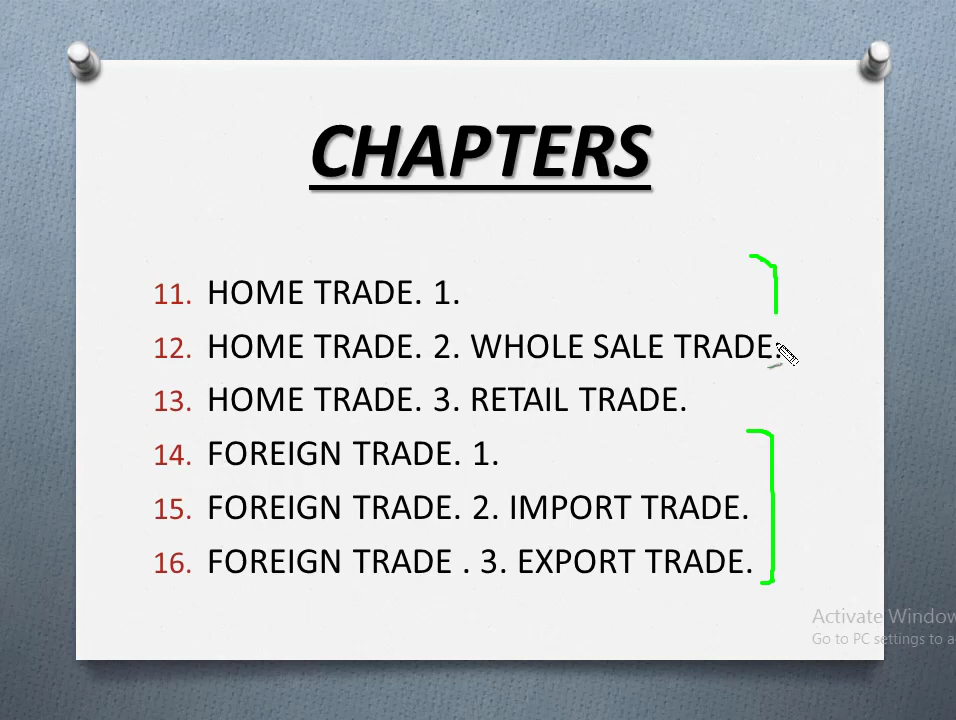 CHAPTERS
11. HOME TRADE. 1.
12. HOME TRADE. 2. WHOLE SALE TRADE.
13. HOME TRADE. 3. RETAIL TRADE.
14. FOREIGN TRADE. 1.
15. FOREIGN TRADE. 2. IMPORT TRADE.
16. FOREIGN TRADE . 3. EXPORT TRADE.
Activate Window
Go to PC settings to a